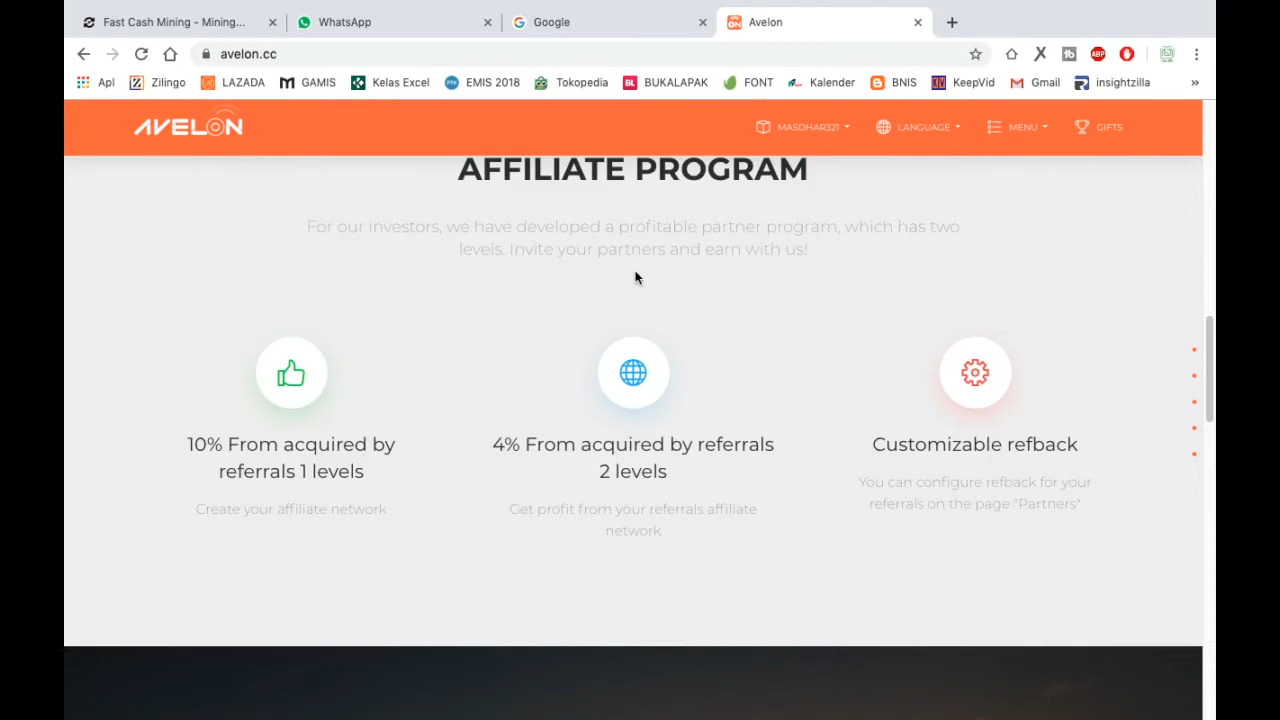 Fast Cash Mining - Mining...
WhatsApp
Google
Avelon
avelon.cc
Apl
Zilingo
LAZADA
GAMIS
Kelas Excel
EMIS 2018
Tokopedia
BUKALAPAK
FONT
Kalender
BNIS
KeepVid
Gmail
insightzilla
»
AVELON
MASDHAR321
LANGUAGE
MENU
GIFTS
AFFILIATE PROGRAM
For our investors, we have developed a profitable partner program, which has two
levels. Invite your partners and earn with us!
10% From acquired by
referrals 1 levels
Create your affiliate network
4% From acquired by referrals
2 levels
Get profit from your referrals affiliate
network
Customizable refback
You can configure refback for your
referrals on the page "Partners"